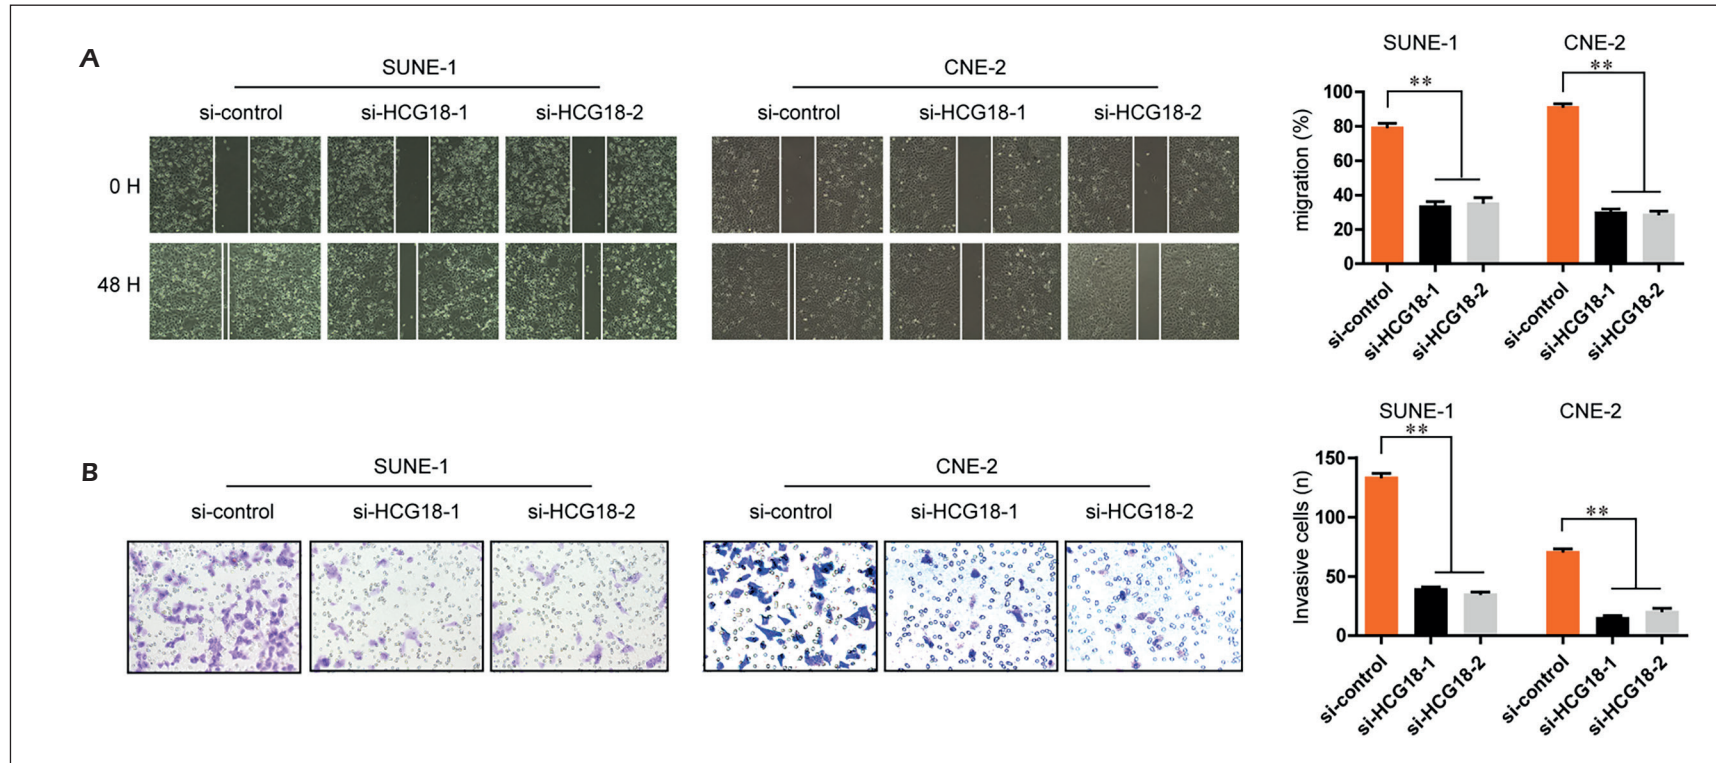 A
SUNE-1
CNE-2
si-control si-HCG18-1 si-HCG18-2
si-control si-HCG18-1 si-HCG18-2
0 H
48 H
SUNE-1 CNE-2
**
**
migration (%)
100
80
60
40
20
0
si-control
si-HCG18-1
si-HCG18-2
si-control
si-HCG18-1
si-HCG18-2
B
SUNE-1
CNE-2
si-control si-HCG18-1 si-HCG18-2
si-control si-HCG18-1 si-HCG18-2
SUNE-1 CNE-2
**
**
Invasive cells (n)
150
100
50
0
si-control
si-HCG18-1
si-HCG18-2
si-control
si-HCG18-1
si-HCG18-2